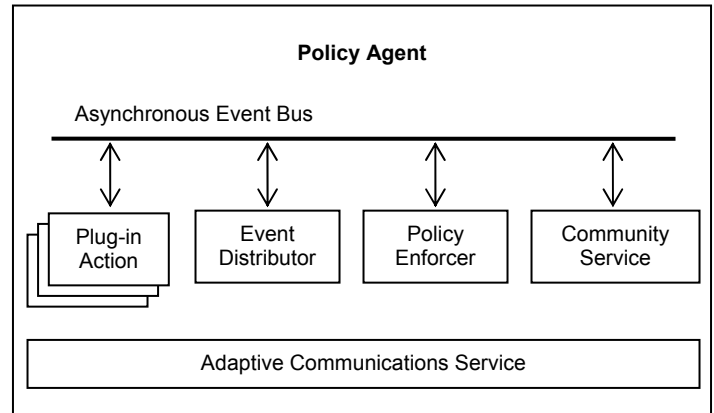 Policy Agent
Asynchronous Event Bus
Plug-in
Action
Event
Distributor
Policy
Enforcer
Community
Service
Adaptive Communications Service